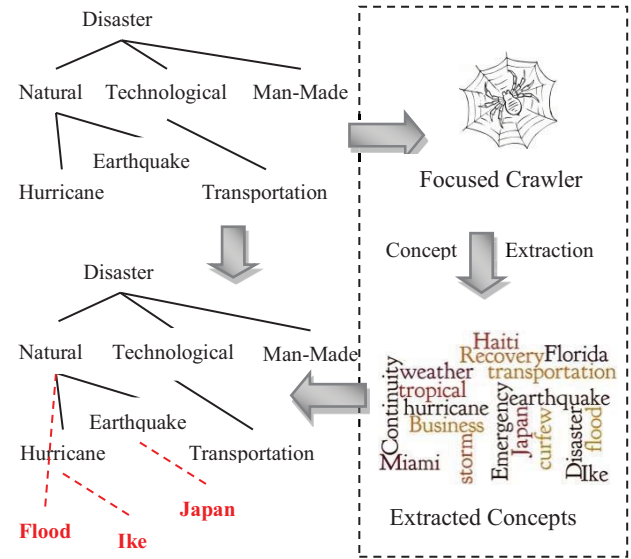 Disaster
Natural Technological Man-Made
Earthquake
Hurricane Transportation
Focused Crawler
Concept Extraction
Disaster
Natural Technological Man-Made
Earthquake
Hurricane Transportation
Flood
Ike
Japan
Haiti
Recovery Florida
weather transportation
tropical
Continuity
hurricane
earthquake
Business
Emergency
Japan
curfew
Disaster
flood
Miami
storm
Ike
Extracted Concepts